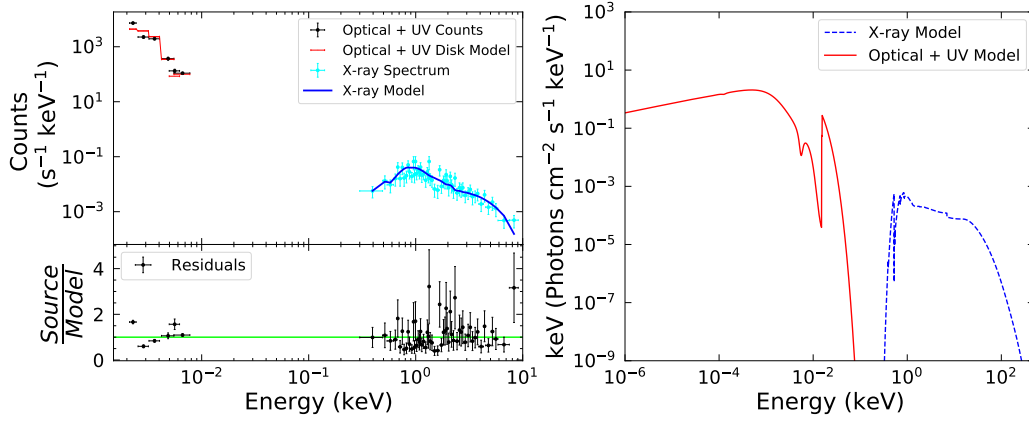 10³
10¹
10⁻¹
10⁻³
Counts
(s⁻¹ keV⁻¹)
Optical + UV Counts
Optical + UV Disk Model
X-ray Spectrum
X-ray Model
4
2
0
Source
Model
Residuals
10⁻²
10⁻¹
10⁰
10¹
Energy (keV)
10³
10¹
10⁻¹
10⁻³
10⁻⁵
10⁻⁷
10⁻⁹
keV (Photons cm⁻² s⁻¹ keV⁻¹)
X-ray Model
Optical + UV Model
10⁻⁶
10⁻⁴
10⁻²
10⁰
10²
Energy (keV)